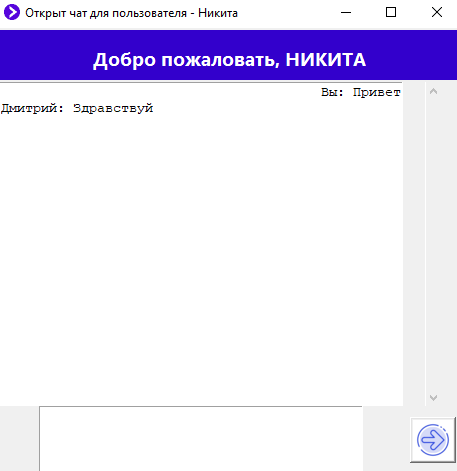 Открыт чат для пользователя - Никита
Добро пожаловать, НИКИТА
Вы: Привет
Дмитрий: Здравствуй